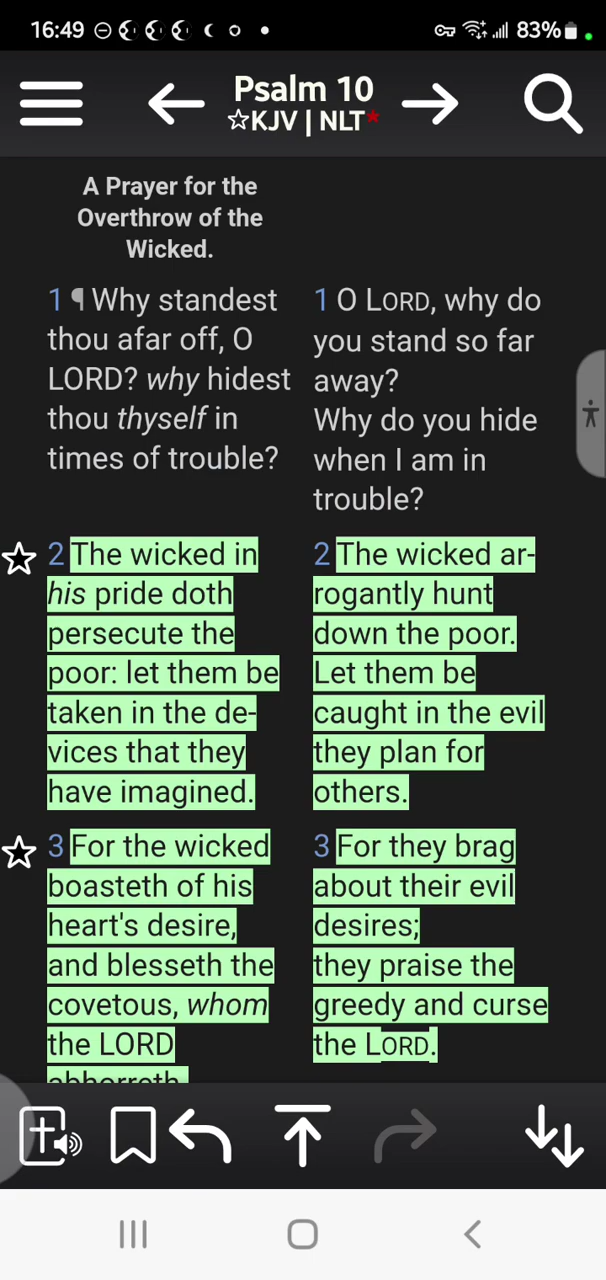 16:49
83%
Psalm 10
☆KJV | NLT*
A Prayer for the
Overthrow of the
Wicked.
1 ¶ Why standest
thou afar off, O
LORD? why hidest
thou thyself in
times of trouble?
1 O LORD, why do
you stand so far
away?
Why do you hide
when I am in
trouble?
2 The wicked in
his pride doth
persecute the
poor: let them be
taken in the de-
vices that they
have imagined.
2 The wicked ar-
rogantly hunt
down the poor.
Let them be
caught in the evil
they plan for
others.
3 For the wicked
boasteth of his
heart's desire,
and blesseth the
covetous, whom
the LORD
abhorreth.
3 For they brag
about their evil
desires;
they praise the
greedy and curse
the LORD.